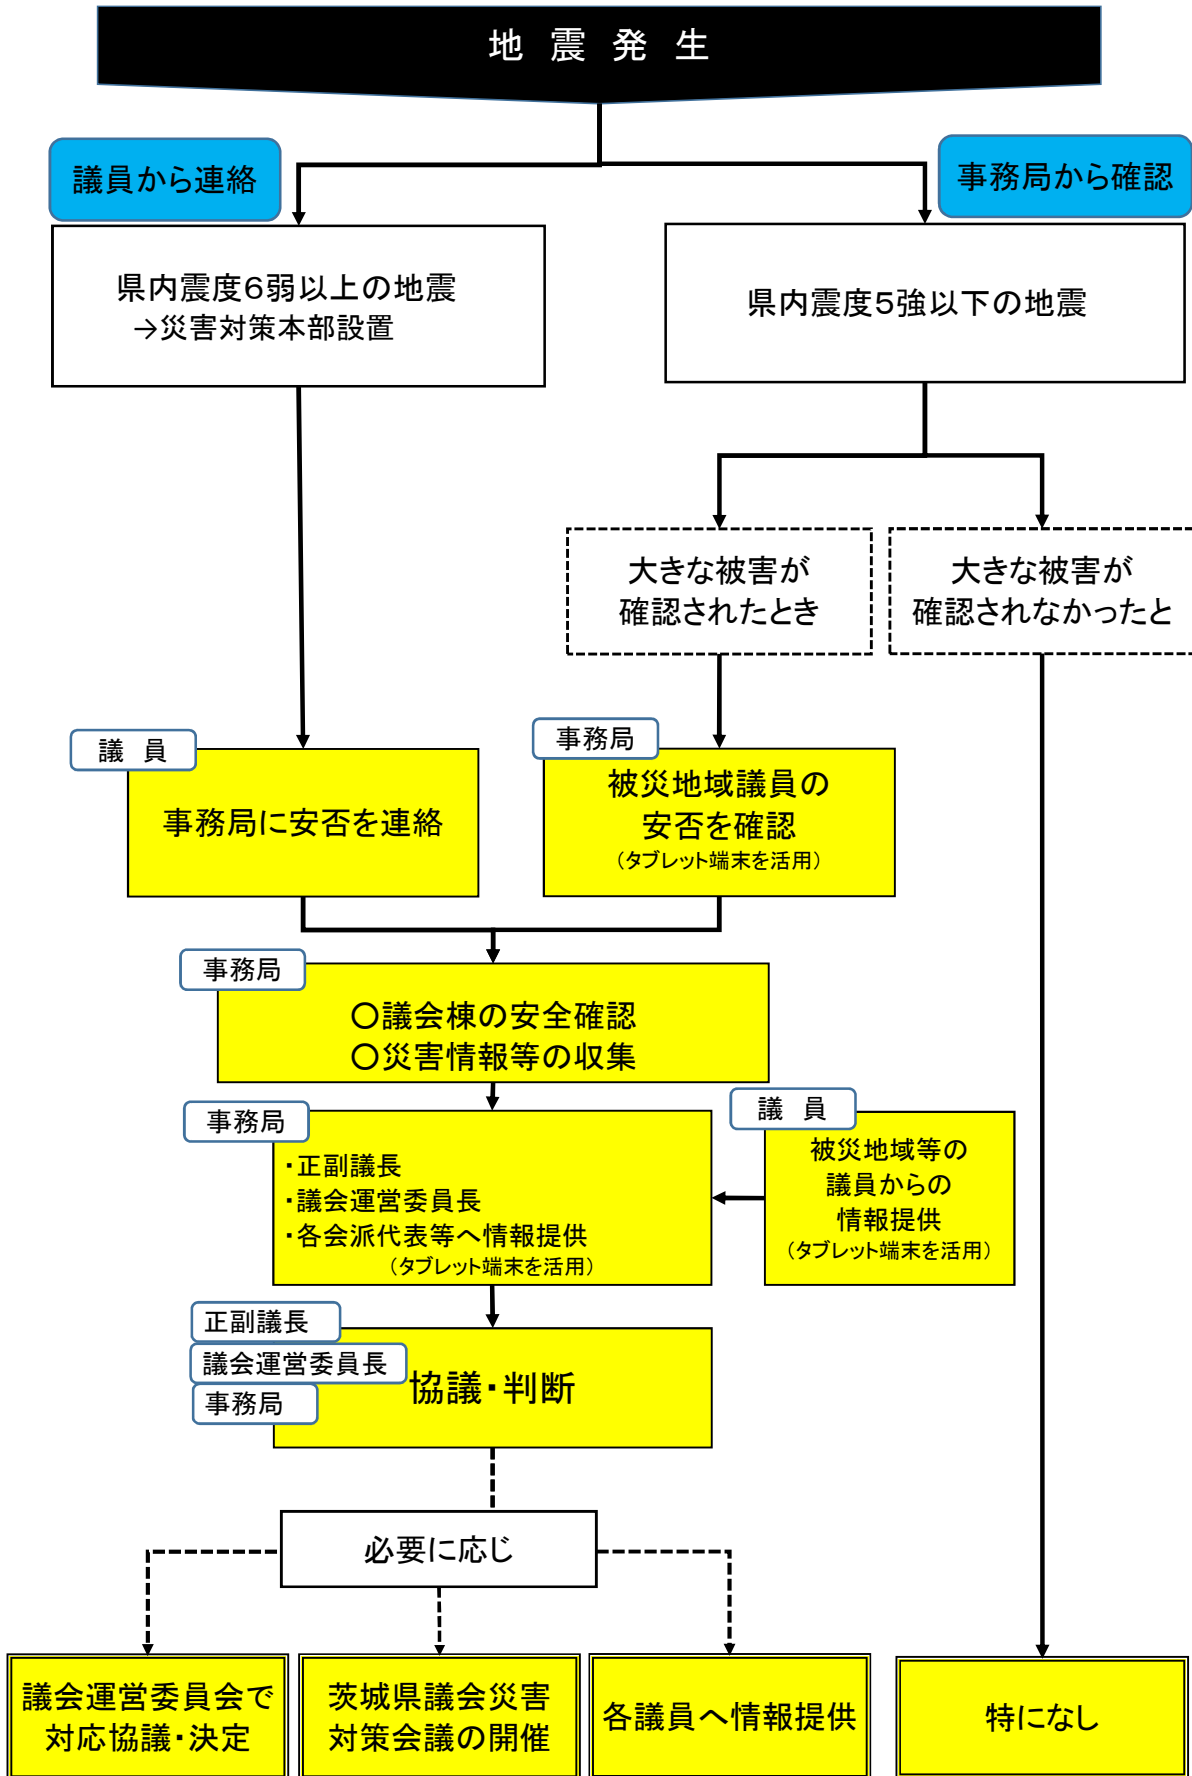 地 震 発 生
議員から連絡
事務局から確認
県内震度6弱以上の地震
→災害対策本部設置
県内震度5強以下の地震
大きな被害が
確認されたとき
大きな被害が
確認されなかったと
議 員
事務局に安否を連絡
事務局
被災地域議員の
安否を確認
(タブレット端末を活用)
事務局
○議会棟の安全確認
○災害情報等の収集
事務局
・正副議長
・議会運営委員長
・各会派代表等へ情報提供
(タブレット端末を活用)
議 員
被災地域等の
議員からの
情報提供
(タブレット端末を活用)
正副議長
議会運営委員長
事務局
協議・判断
必要に応じ
議会運営委員会で
対応協議・決定
茨城県議会災害
対策会議の開催
各議員へ情報提供
特になし